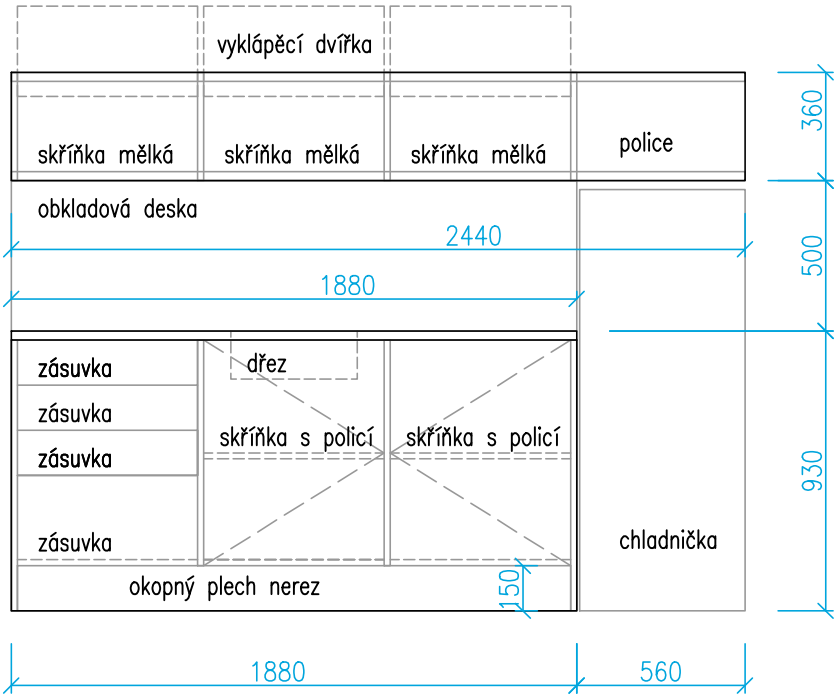 vyklápěcí dvířka
360
skříňka mělká
skříňka mělká
skříňka mělká
police
obkladová deska
2440
500
1880
zásuvka
dřez
zásuvka
skříňka s policí
skříňka s policí
zásuvka
930
zásuvka
chladnička
okopný plech nerez
150
1880
560